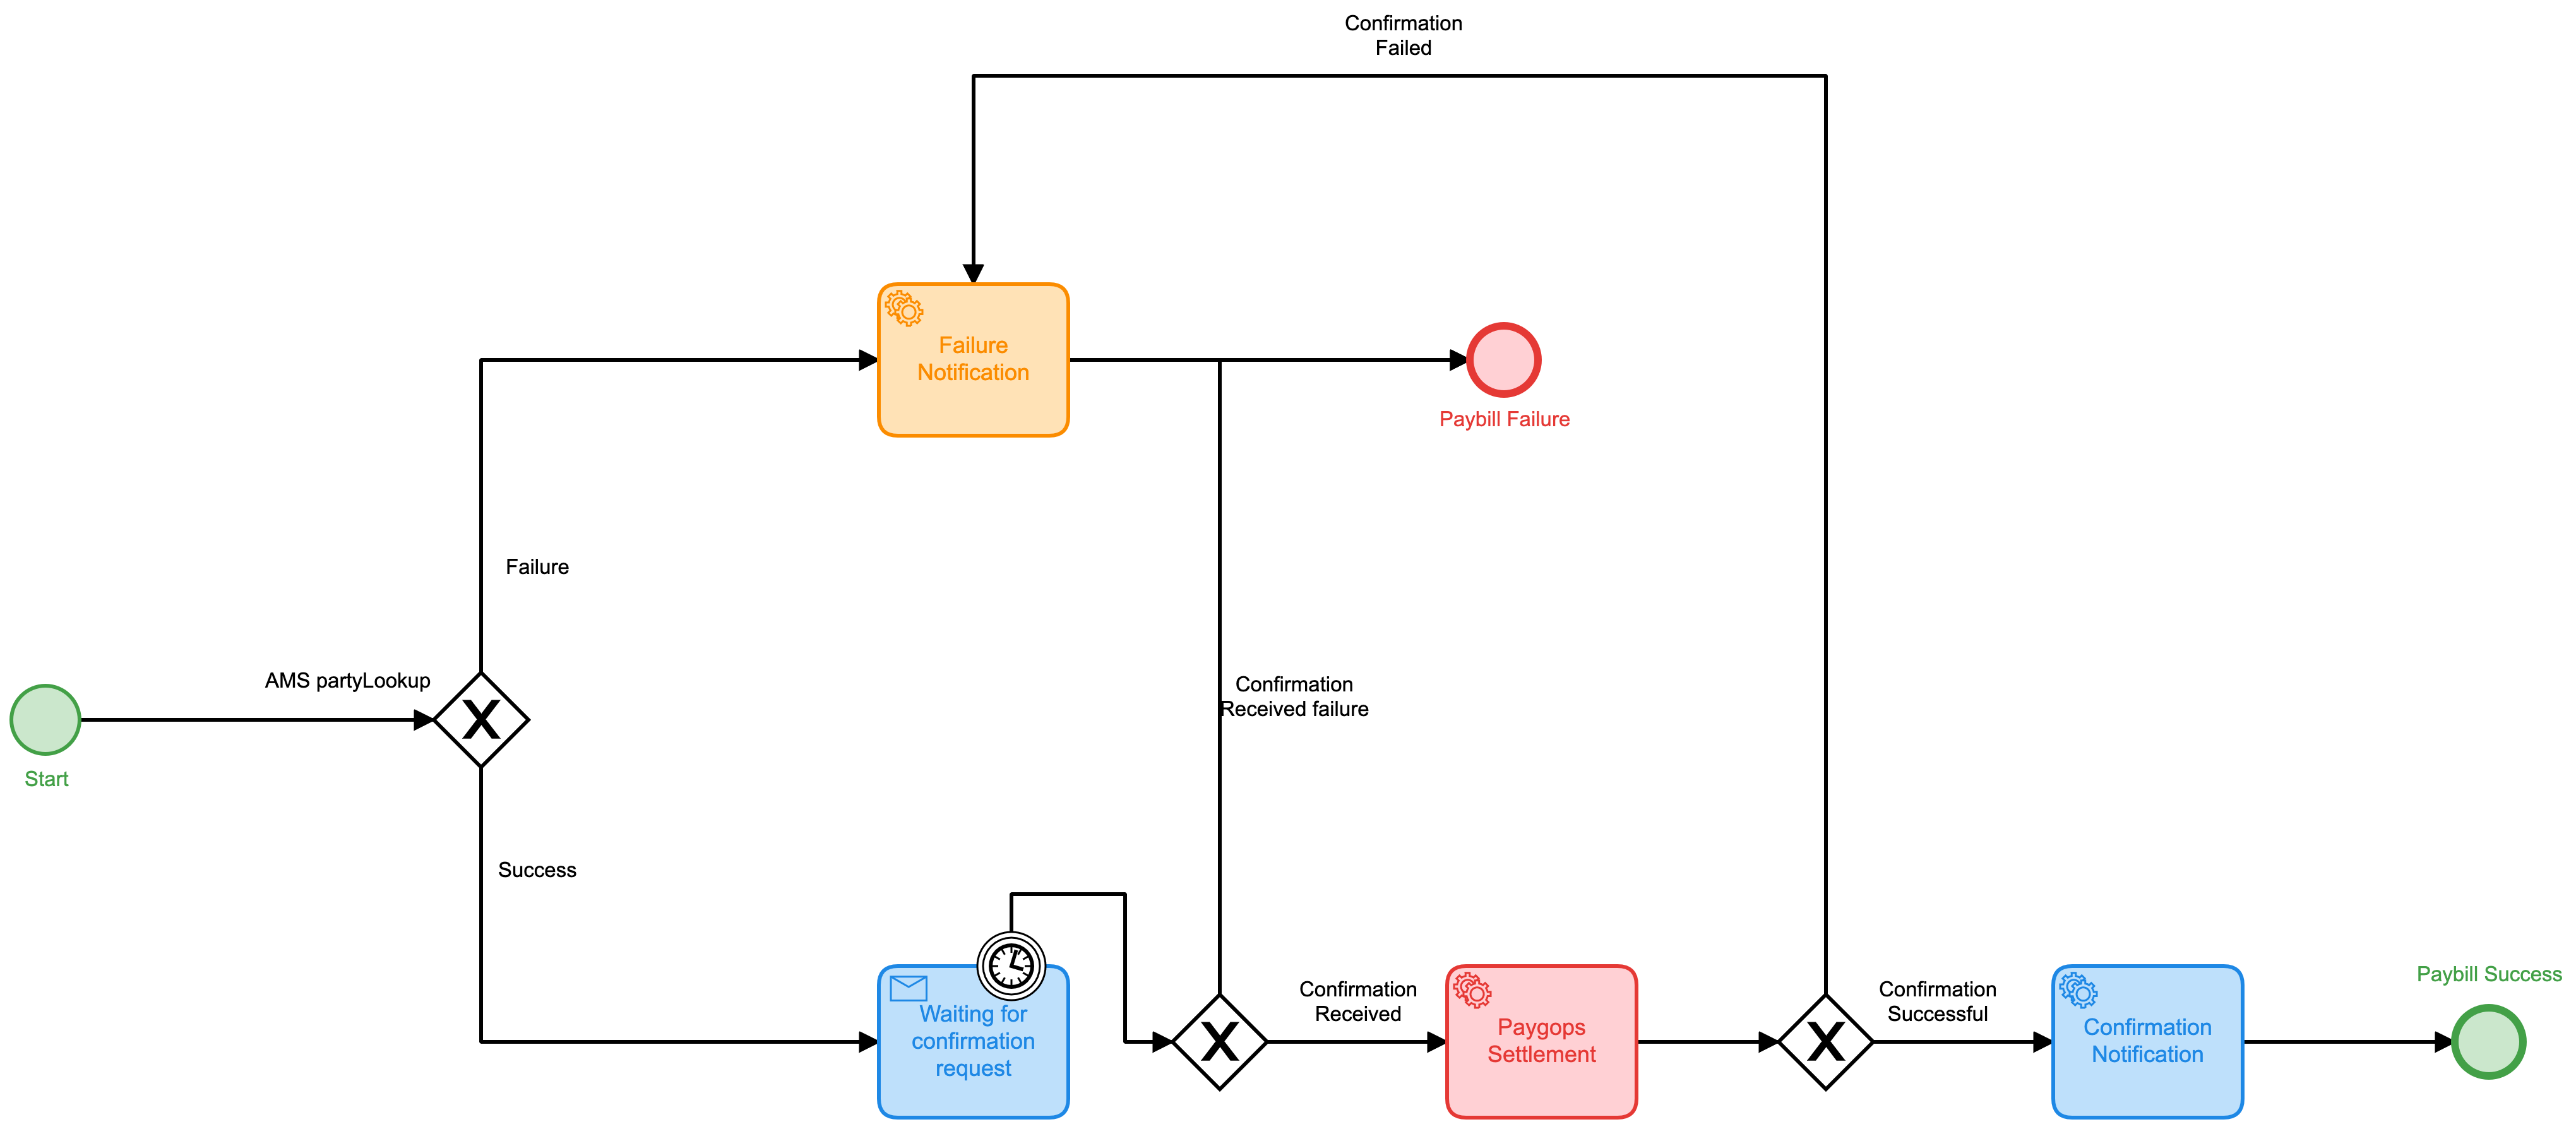 Confirmation
Failed
Failure
Notification
Paybill Failure
Failure
AMS partyLookup
Start
Confirmation
Received failure
Success
Waiting for
confirmation
request
Confirmation
Received
Paygops
Settlement
Confirmation
Successful
Confirmation
Notification
Paybill Success